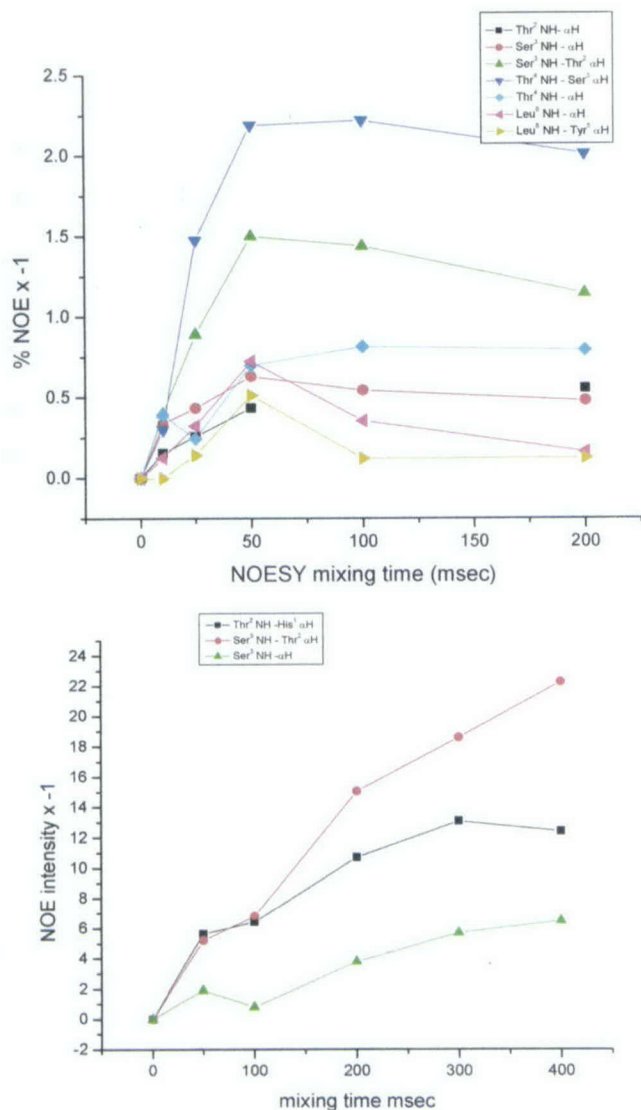 Thr² NH- αH
Ser³ NH - αH
Ser³ NH -Thr² αH
Thr⁴ NH - Ser³ αH
Thr⁴ NH - αH
Leu⁶ NH - αH
Leu⁶ NH - Tyr⁵ αH
2.5
2.0
1.5
1.0
0.5
0.0
% NOE x -1
0 50 100 150 200
NOESY mixing time (msec)
Thr² NH -His¹ αH
Ser³ NH - Thr² αH
Ser³ NH -αH
24
22
20
18
16
14
12
10
8
6
4
2
0
-2
NOE intensity x -1
0 100 200 300 400
mixing time msec